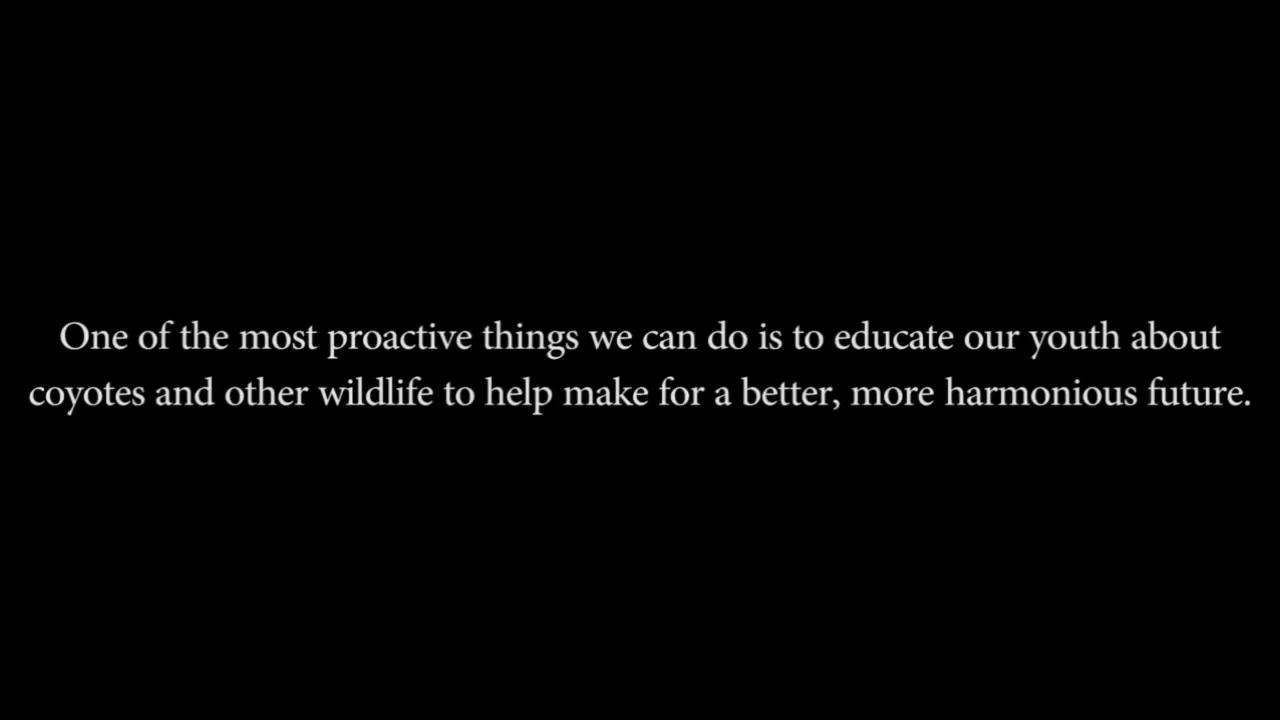 One of the most proactive things we can do is to educate our youth about
coyotes and other wildlife to help make for a better, more harmonious future.